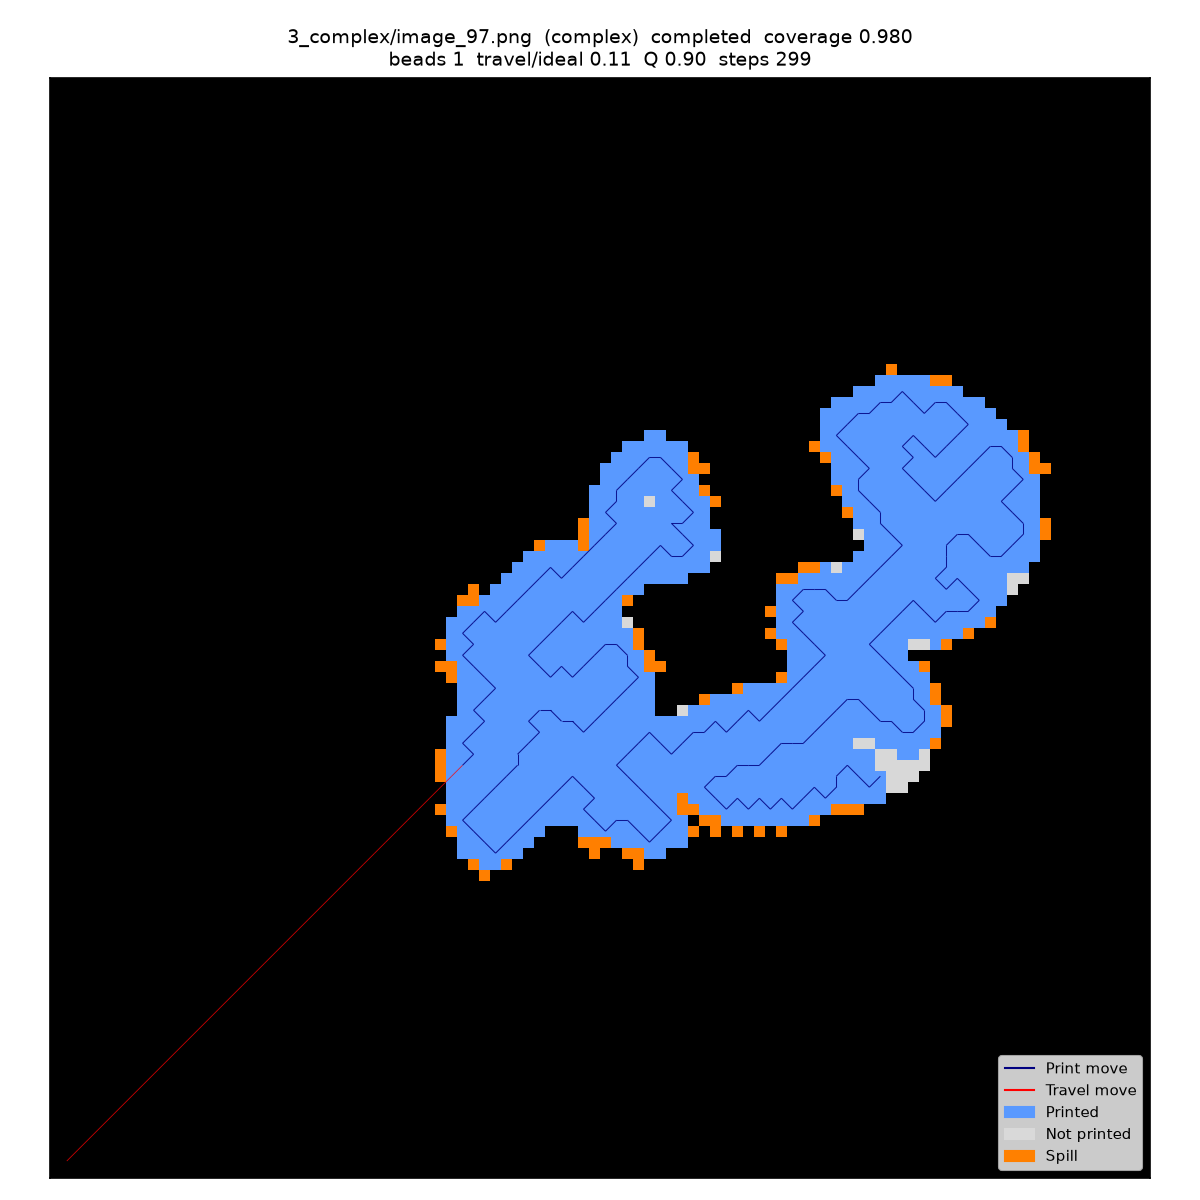 3_complex/image_97.png  (complex)  completed  coverage 0.980
beads 1  travel/ideal 0.11  Q 0.90  steps 299
Print move
Travel move
Printed
Not printed
Spill